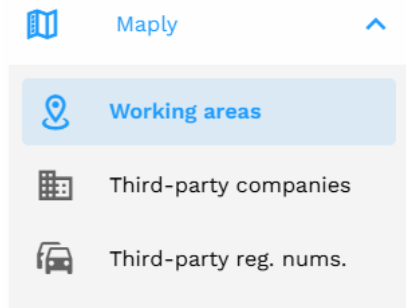 Maply
Working areas
Third-party companies
Third-party reg. nums.